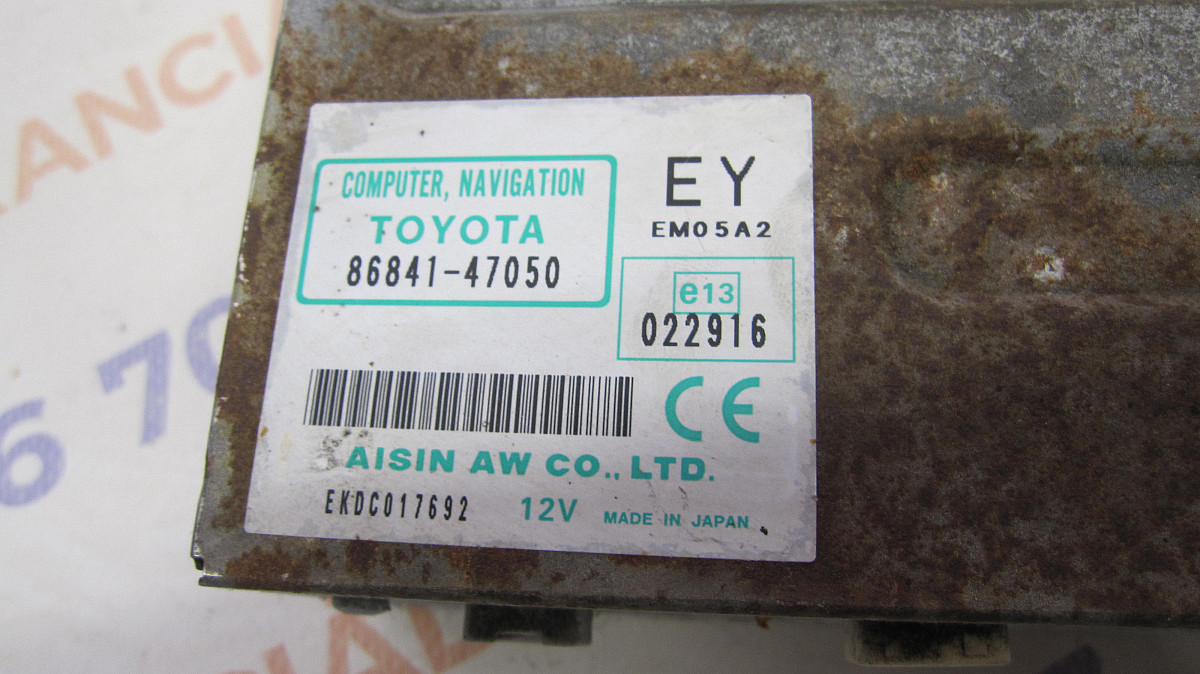 COMPUTER, NAVIGATION
TOYOTA
86841-47050
EY
EM05A2
e13
022916
CE
AISIN AW CO., LTD.
EKDC017692 12V MADE IN JAPAN